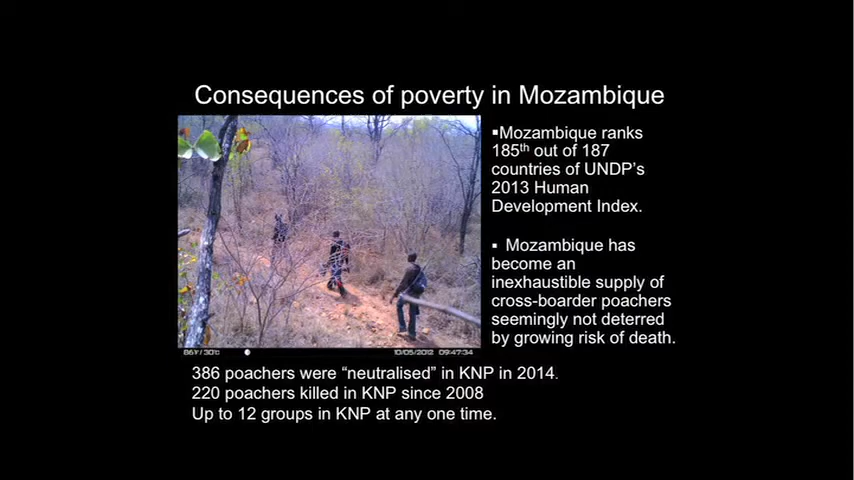 Consequences of poverty in Mozambique
▪Mozambique ranks
185th out of 187
countries of UNDP's
2013 Human
Development Index.
▪ Mozambique has
become an
inexhaustible supply of
cross-boarder poachers
seemingly not deterred
by growing risk of death.
86F/30c 10/05/2012 09:47:34
386 poachers were “neutralised” in KNP in 2014.
220 poachers killed in KNP since 2008
Up to 12 groups in KNP at any one time.